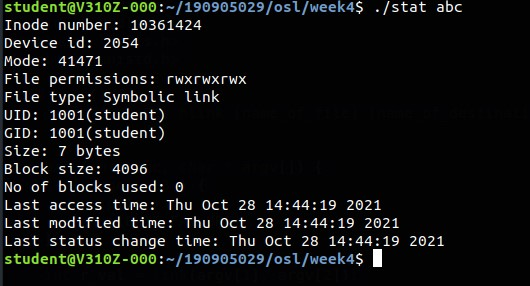 student@V310Z-000:~/190905029/osl/week4$ ./stat abc
Inode number: 10361424
Device id: 2054
Mode: 41471
File permissions: rwxrwxrwx
File type: Symbolic link
UID: 1001(student)
GID: 1001(student)
Size: 7 bytes
Block size: 4096
No of blocks used: 0
Last access time: Thu Oct 28 14:44:19 2021
Last modified time: Thu Oct 28 14:44:19 2021
Last status change time: Thu Oct 28 14:44:19 2021
student@V310Z-000:~/190905029/osl/week4$